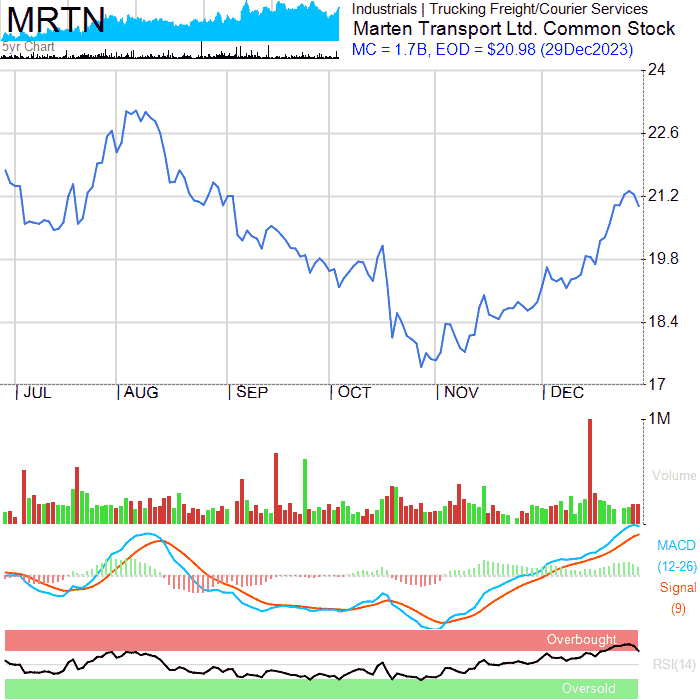 MRTN
5yr Chart
Industrials | Trucking Freight/Courier Services
Marten Transport Ltd. Common Stock
MC = 1.7B, EOD = $20.98 (29Dec2023)
24
22.6
21.2
19.8
18.4
17
JUL AUG SEP OCT NOV DEC
1M
Volume
MACD
(12-26)
Signal
(9)
Overbought
RSI(14)
Oversold